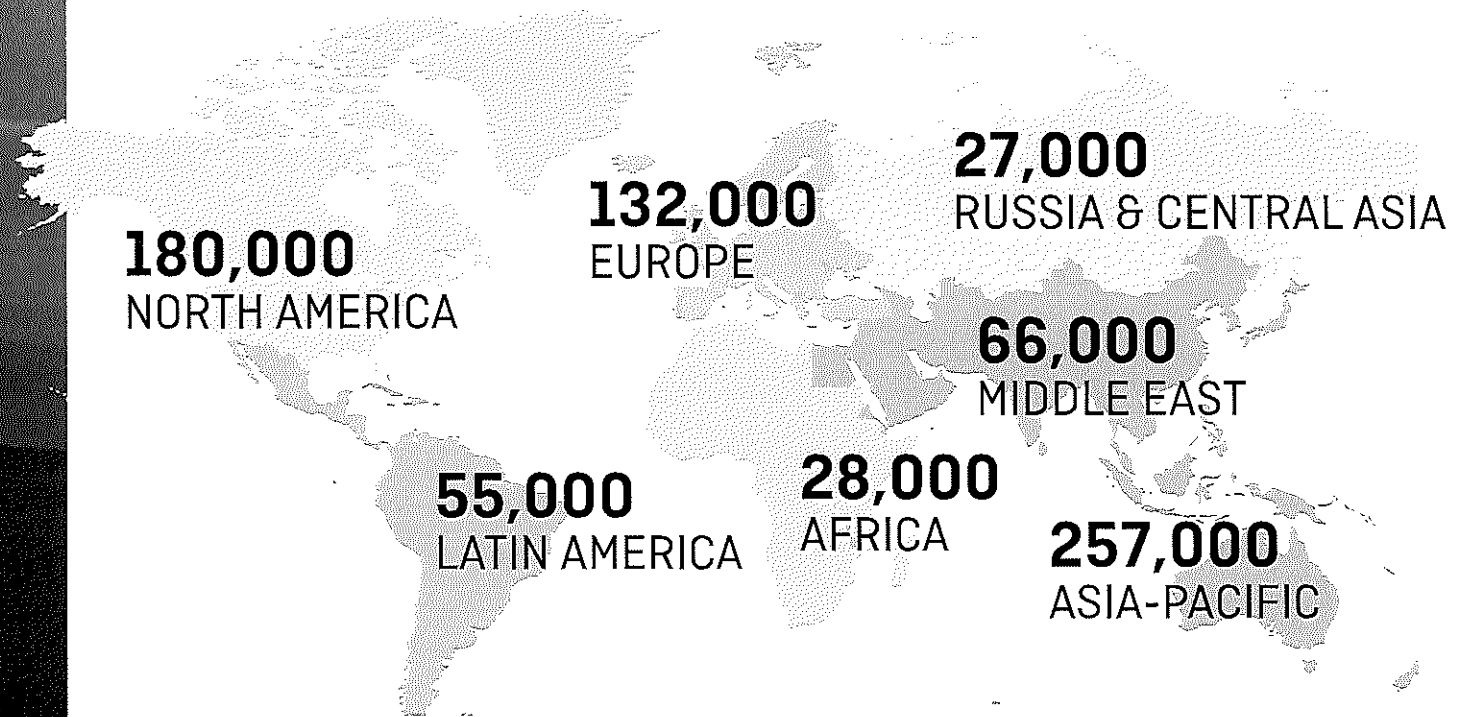 27,000
RUSSIA & CENTRAL ASIA
132,000
EUROPE
180,000
NORTH AMERICA
66,000
MIDDLE EAST
28,000
AFRICA
55,000
LATIN AMERICA
257,000
ASIA-PACIFIC